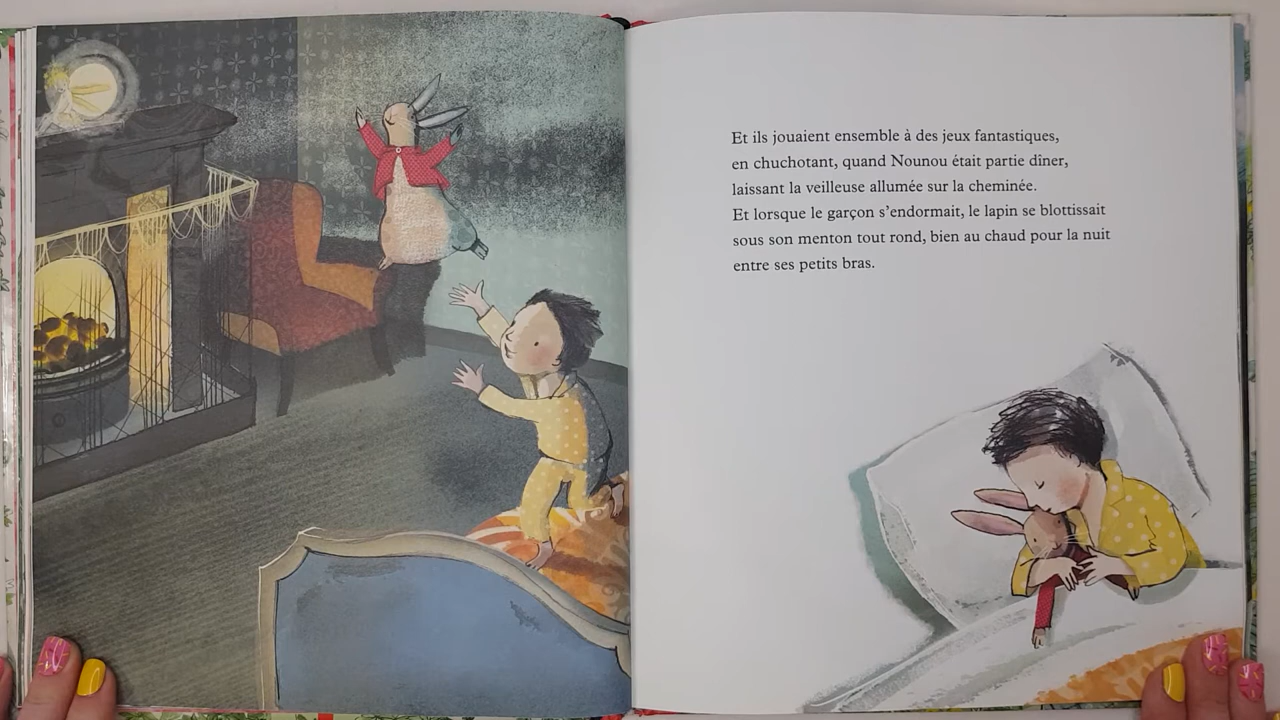 Et ils jouaient ensemble à des jeux fantastiques,
en chuchotant, quand Nounou était partie dîner,
laissant la veilleuse allumée sur la cheminée.
Et lorsque le garçon s’endormait, le lapin se blottissait
sous son menton tout rond, bien au chaud pour la nuit
entre ses petits bras.